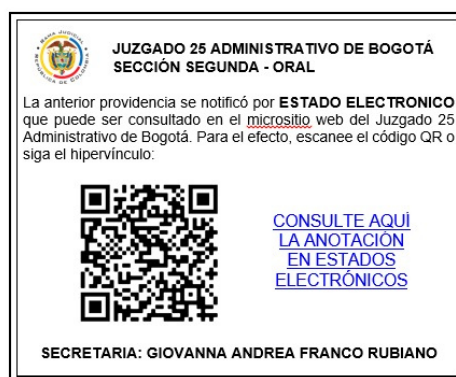 JUZGADO 25 ADMINISTRATIVO DE BOGOTÁ
SECCIÓN SEGUNDA - ORAL
La anterior providencia se notificó por ESTADO ELECTRONICO
que puede ser consultado en el micrositio web del Juzgado 25
Administrativo de Bogotá. Para el efecto, escanee el código QR o
siga el hipervínculo:
CONSULTE AQUÍ
LA ANOTACIÓN
EN ESTADOS
ELECTRÓNICOS
SECRETARIA: GIOVANNA ANDREA FRANCO RUBIANO